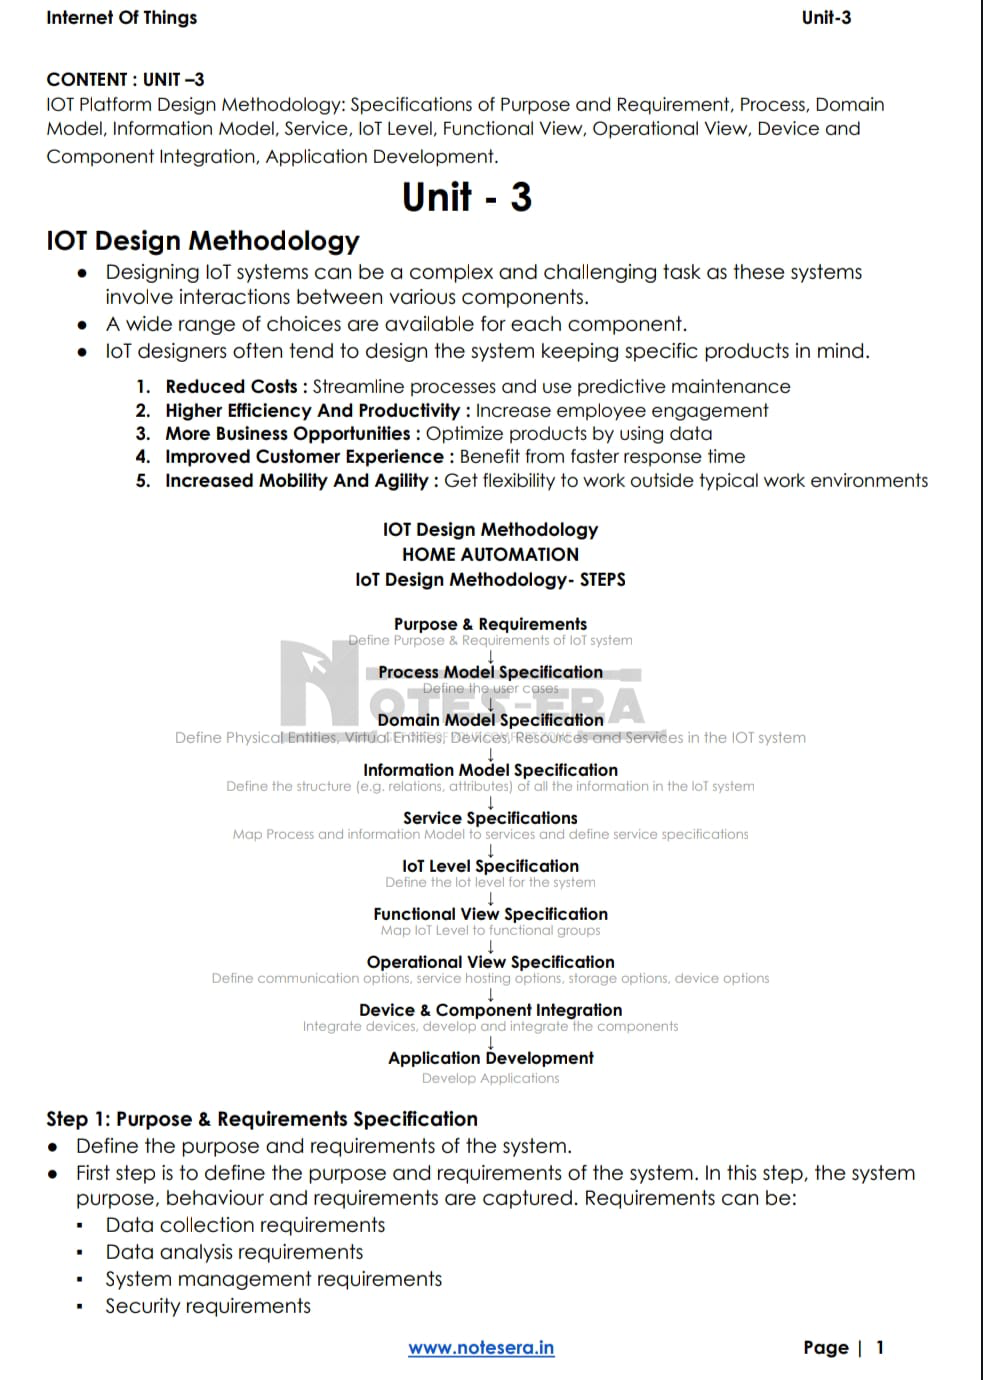 Internet Of Things Unit-3
CONTENT : UNIT –3
IOT Platform Design Methodology: Specifications of Purpose and Requirement, Process, Domain
Model, Information Model, Service, IoT Level, Functional View, Operational View, Device and
Component Integration, Application Development.
Unit - 3
IOT Design Methodology
● Designing IoT systems can be a complex and challenging task as these systems
involve interactions between various components.
● A wide range of choices are available for each component.
● IoT designers often tend to design the system keeping specific products in mind.
1. Reduced Costs : Streamline processes and use predictive maintenance
2. Higher Efficiency And Productivity : Increase employee engagement
3. More Business Opportunities : Optimize products by using data
4. Improved Customer Experience : Benefit from faster response time
5. Increased Mobility And Agility : Get flexibility to work outside typical work environments
IOT Design Methodology
HOME AUTOMATION
IoT Design Methodology- STEPS
Purpose & Requirements
Define Purpose & Requirements of IoT system
↓
Process Model Specification
Define the user cases
↓
NOTES-ERA
Domain Model Specification
Define Physical Entities, Virtual Entities, Devices, Resources and Services in the IOT system
↓
Information Model Specification
Define the structure (e.g. relations, attributes) of all the information in the IoT system
↓
Service Specifications
Map Process and information Model to services and define service specifications
↓
IoT Level Specification
Define the Iot level for the system
↓
Functional View Specification
Map IoT Level to functional groups
↓
Operational View Specification
Define communication options, service hosting options, storage options, device options
↓
Device & Component Integration
Integrate devices, develop and integrate the components
↓
Application Development
Develop Applications
Step 1: Purpose & Requirements Specification
● Define the purpose and requirements of the system.
● First step is to define the purpose and requirements of the system. In this step, the system
purpose, behaviour and requirements are captured. Requirements can be:
▪ Data collection requirements
▪ Data analysis requirements
▪ System management requirements
▪ Security requirements
www.notesera.in Page | 1